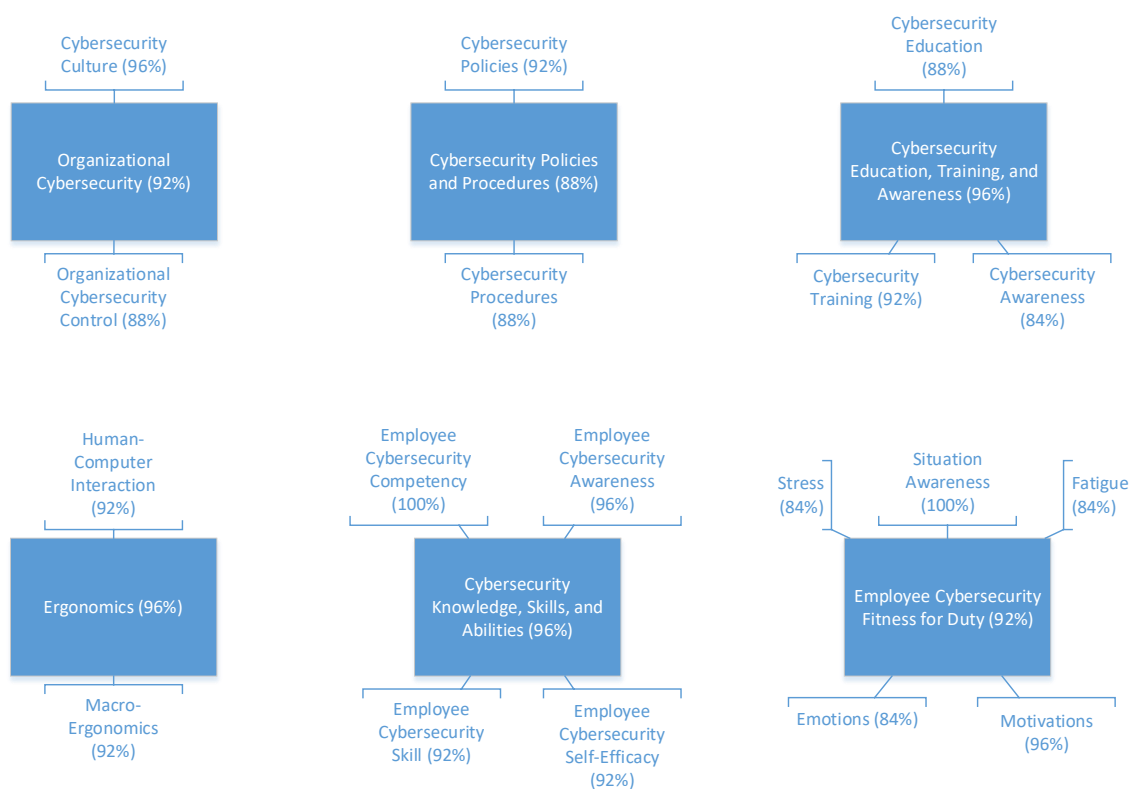 Cybersecurity
Culture (96%)
Organizational
Cybersecurity (92%)
Organizational
Cybersecurity
Control (88%)
Cybersecurity
Policies (92%)
Cybersecurity Policies
and Procedures (88%)
Cybersecurity
Procedures
(88%)
Cybersecurity
Education
(88%)
Cybersecurity
Education, Training, and
Awareness (96%)
Cybersecurity
Training (92%)
Cybersecurity
Awareness
(84%)
Human-
Computer
Interaction
(92%)
Ergonomics (96%)
Macro-
Ergonomics
(92%)
Employee
Cybersecurity
Competency
(100%)
Employee
Cybersecurity
Awareness
(96%)
Cybersecurity
Knowledge, Skills, and
Abilities (96%)
Employee
Cybersecurity
Skill (92%)
Employee
Cybersecurity
Self-Efficacy
(92%)
Stress
(84%)
Situation
Awareness
(100%)
Fatigue
(84%)
Employee Cybersecurity
Fitness for Duty (92%)
Emotions (84%)
Motivations
(96%)